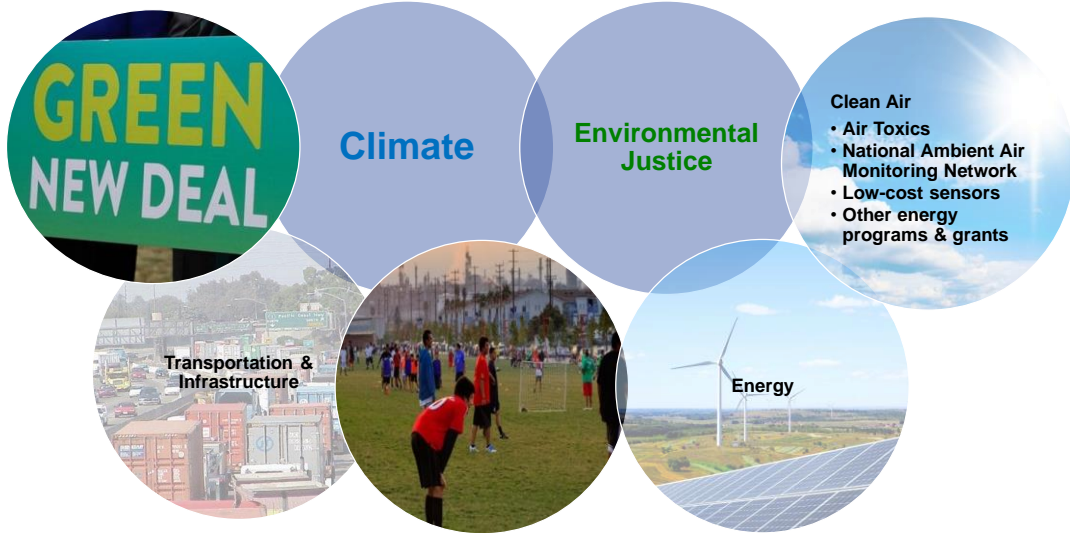 GREEN
NEW DEAL
Climate
Environmental
Justice
Clean Air
• Air Toxics
• National Ambient Air
Monitoring Network
• Low-cost sensors
• Other energy
programs & grants
Transportation &
Infrastructure
Energy